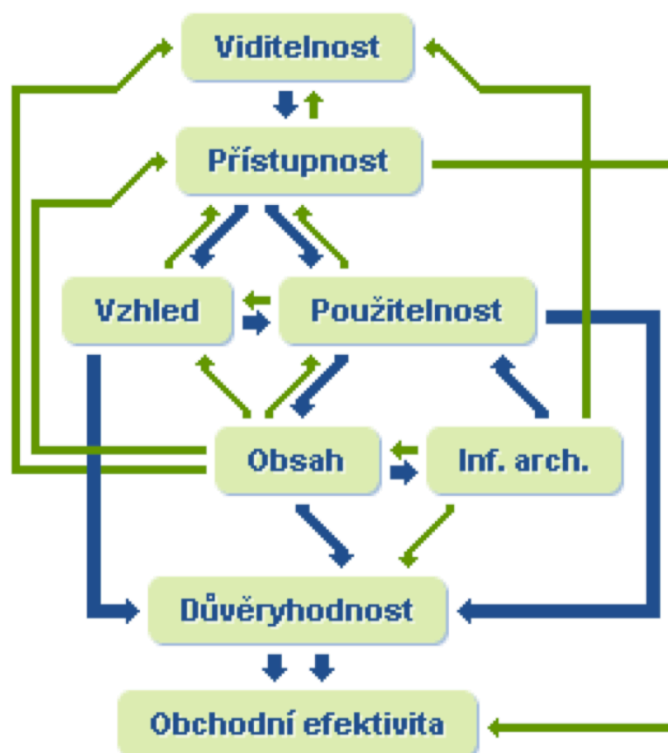 Viditelnost
Přístupnost
Vzhled
Použitelnost
Obsah
Inf. arch.
Důvěryhodnost
Obchodní efektivita